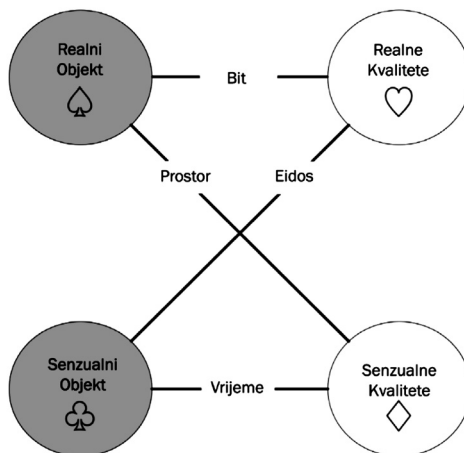 Realni
Objekt
Bit
Realne
Kvalitete
Prostor
Eidos
Senzualni
Objekt
Vrijeme
Senzualne
Kvalitete